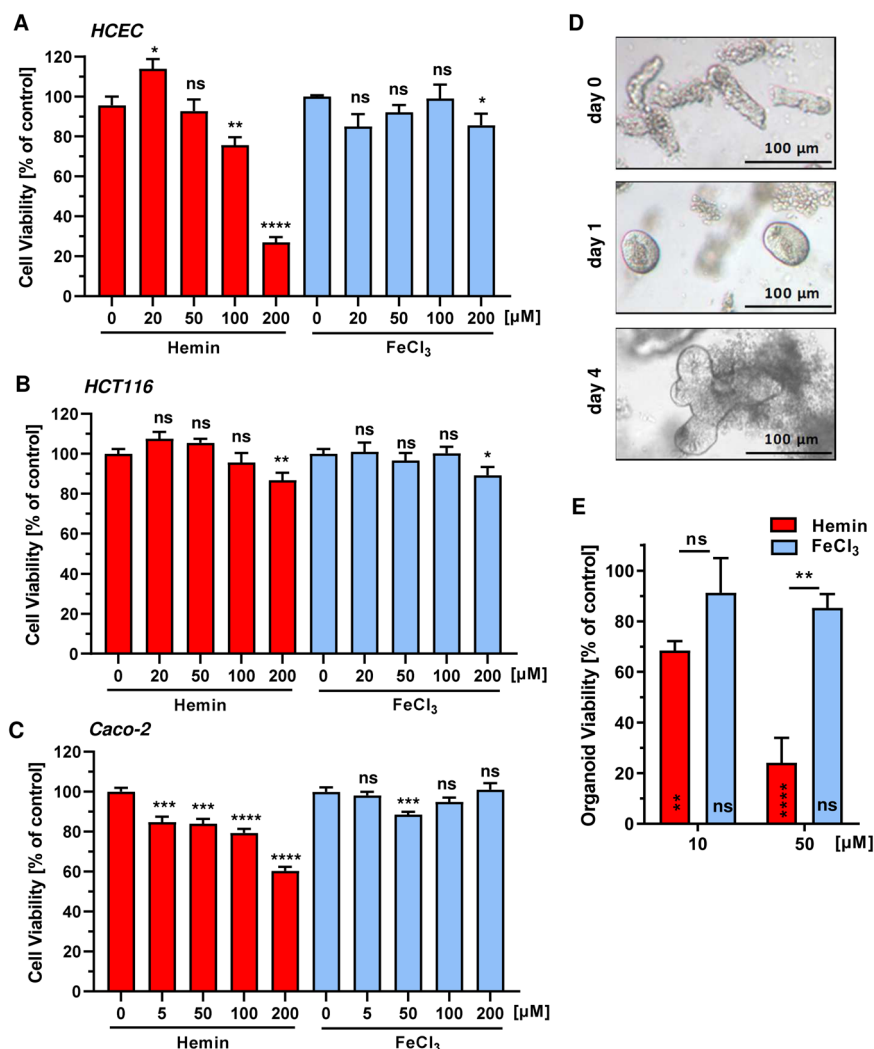 A
HCEC
Cell Viability [% of control]
120
100
80
60
40
20
0
*
ns
**
****
ns
ns
ns
*
0 20 50 100 200 0 20 50 100 200 [µM]
Hemin FeCl3
B
HCT116
Cell Viability [% of control]
120
100
80
60
40
20
0
ns
ns
ns
**
ns
ns
ns
*
0 20 50 100 200 0 20 50 100 200 [µM]
Hemin FeCl3
C
Caco-2
Cell Viability [% of control]
120
100
80
60
40
20
0
***
***
****
****
ns
***
ns
ns
0 5 50 100 200 0 5 50 100 200 [µM]
Hemin FeCl3
D
day 0
100 µm
day 1
100 µm
day 4
100 µm
E
Hemin
FeCl3
Organoid Viability [% of control]
100
80
60
40
20
0
ns
**
**
ns
****
ns
10 50 [µM]